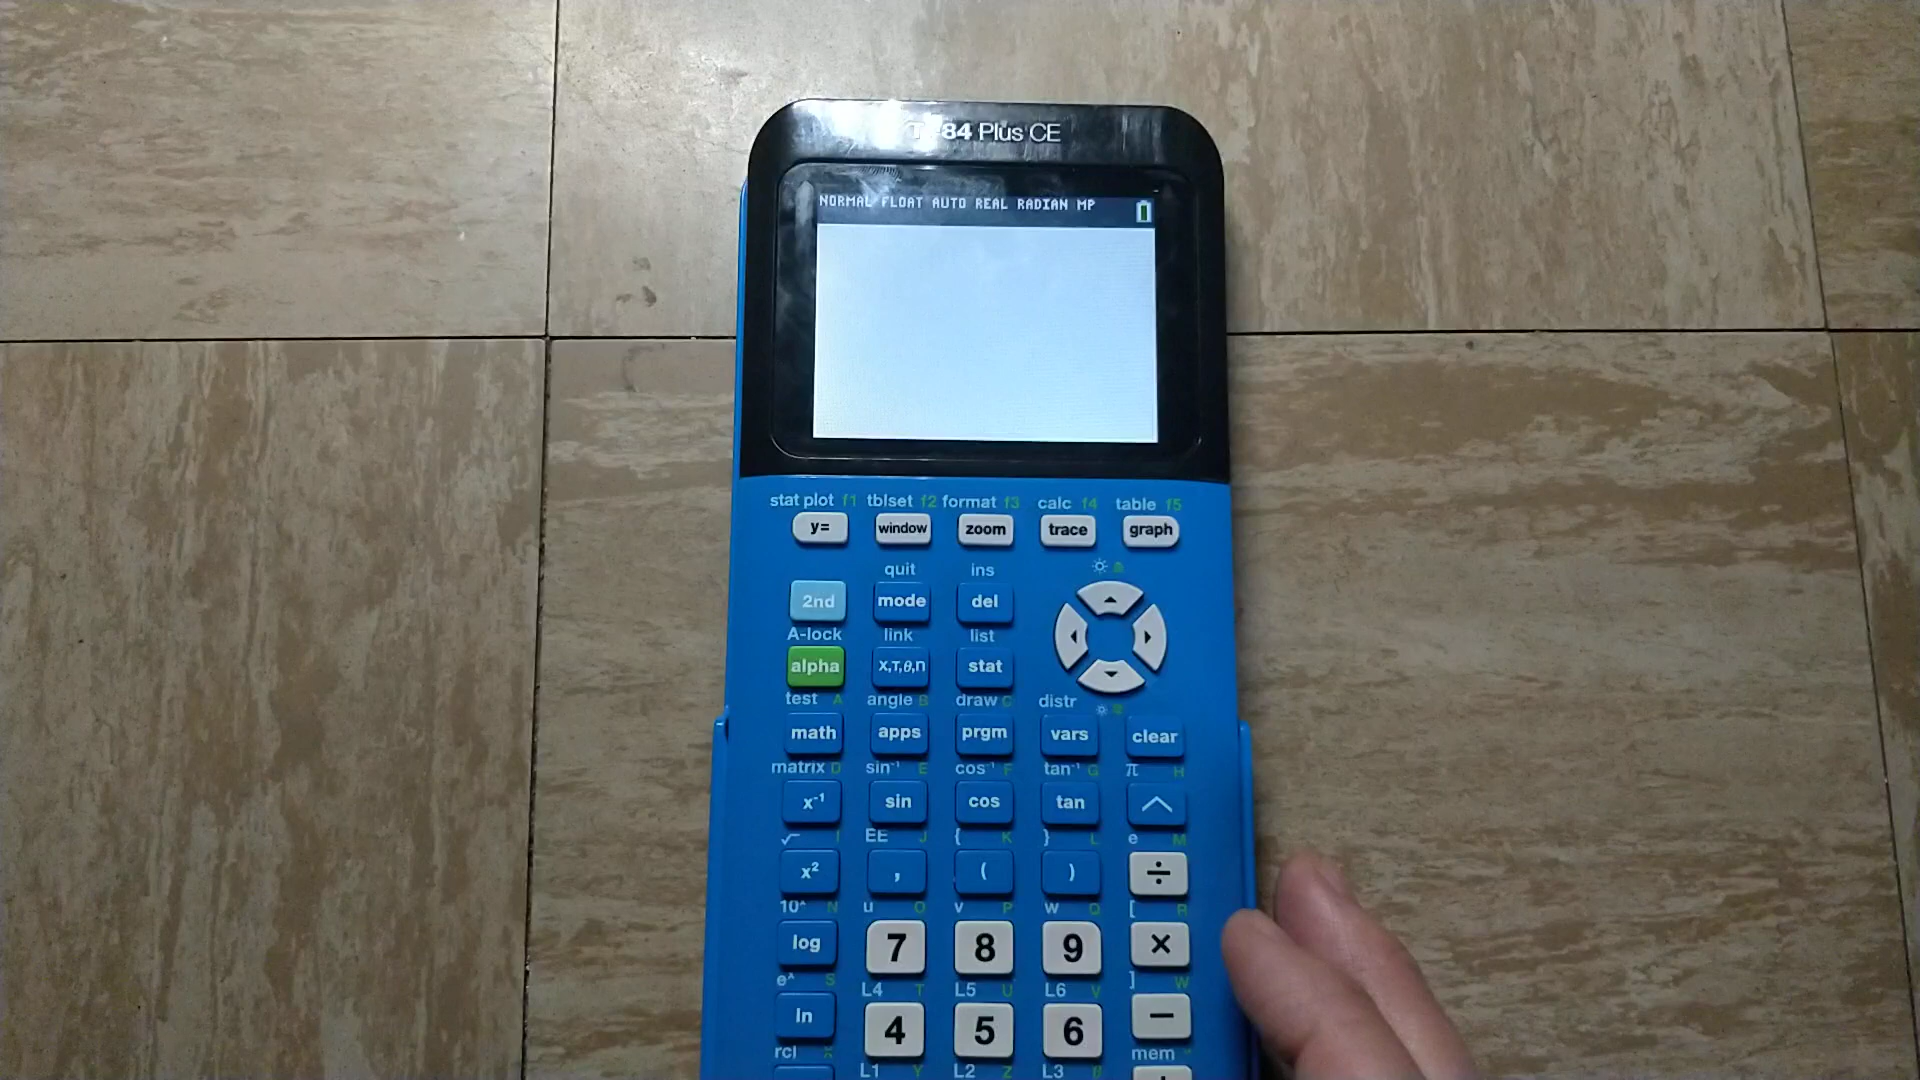 TI-84 Plus CE
NORMAL FLOAT AUTO REAL RADIAN MP
stat plot f1 tblset f2 format f3 calc f4 table f5
y= window zoom trace graph
quit ins
2nd mode del
A-lock link list
alpha X,T,θ,n stat
test A angle B draw C distr
math apps prgm vars clear
matrix D sin⁻¹ E cos⁻¹ F tan⁻¹ G π H
x⁻¹ sin cos tan ^
√ I EE J { K } L e M
x² , ( ) ÷
10ˣ N u O v P w Q [ R
log 7 8 9 ×
eˣ S L4 T L5 U L6 V ] W
ln 4 5 6 −
rcl X L1 Y L2 Z L3 θ mem "